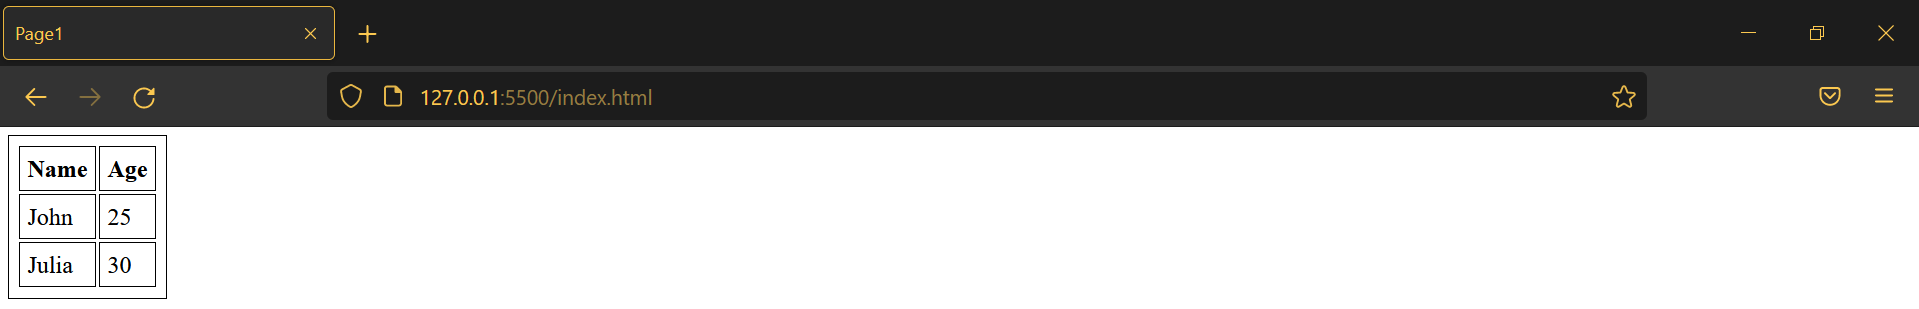 Page1
127.0.0.1:5500/index.html
Name Age
John 25
Julia 30